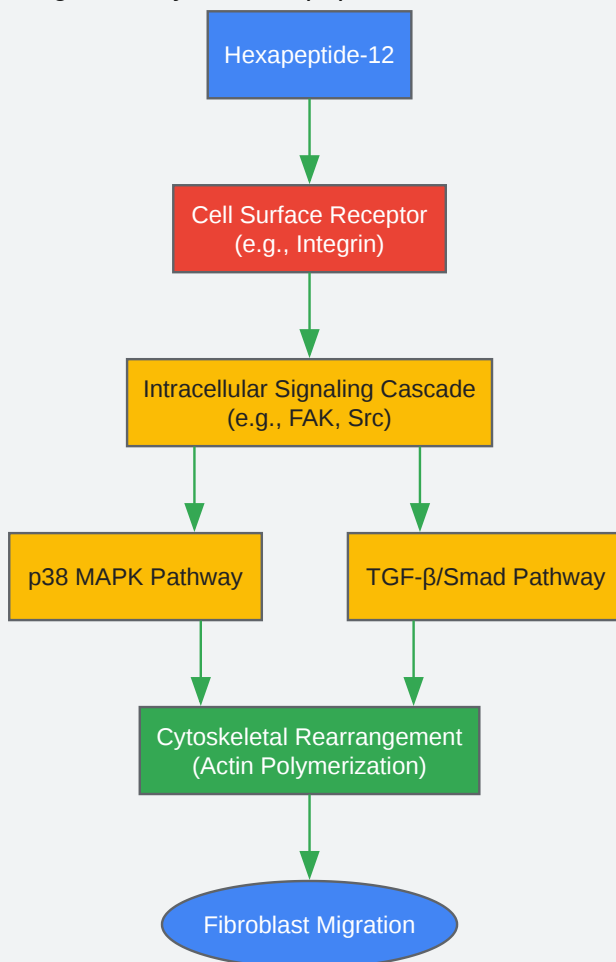 Hexapeptide-12
Cell Surface Receptor
(e.g., Integrin)
Intracellular Signaling Cascade
(e.g., FAK, Src)
p38 MAPK Pathway
TGF-β/Smad Pathway
Cytoskeletal Rearrangement
(Actin Polymerization)
Fibroblast Migration